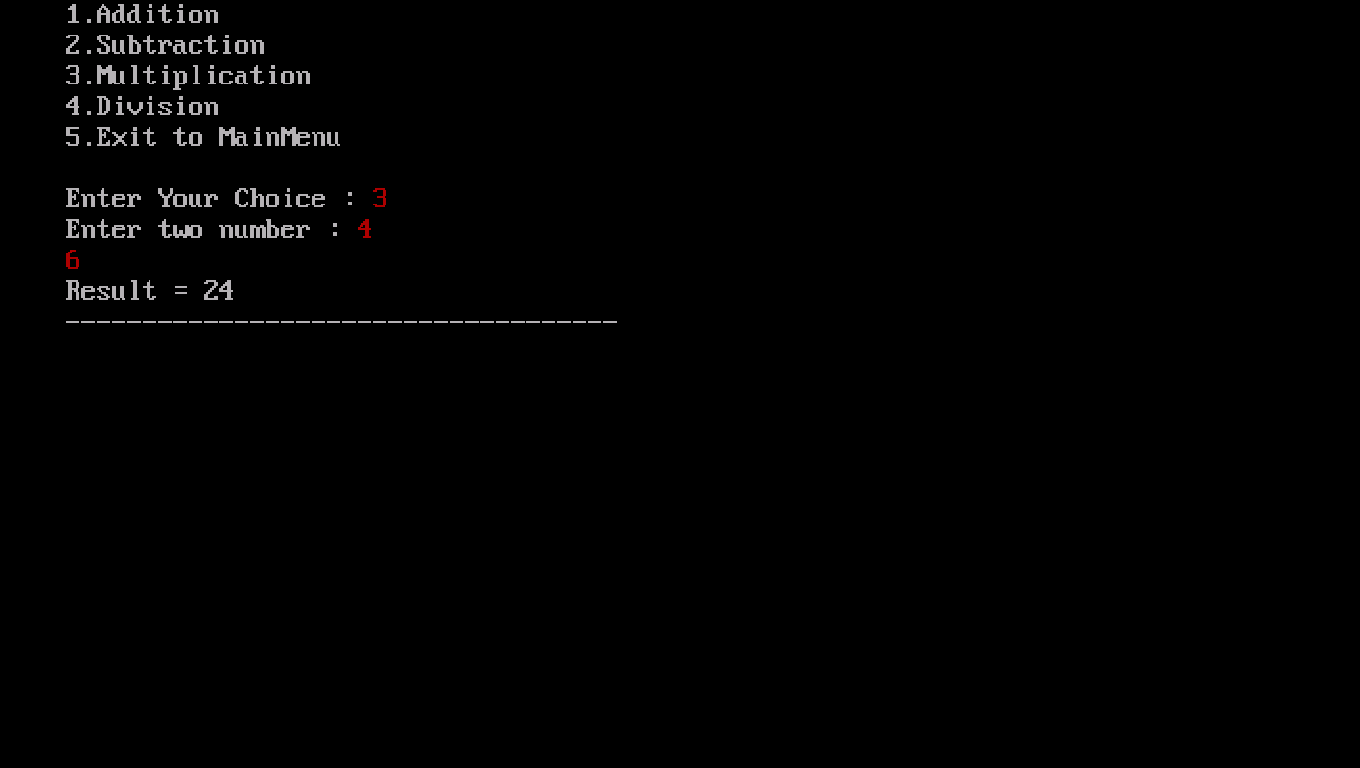 1.Addition
2.Subtraction
3.Multiplication
4.Division
5.Exit to MainMenu
Enter Your Choice : 3
Enter two number : 4
6
Result = 24
------------------------------------